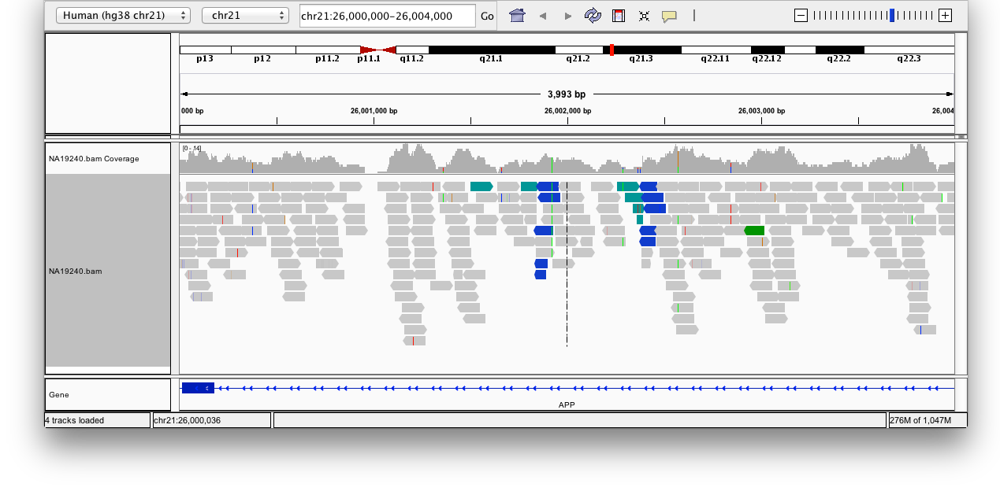 Human (hg38 chr21) chr21 chr21:26,000,000-26,004,000 Go
p13 p12 p11.2 p11.1 q11.2 q21.1 q21.2 q21.3 q22.11 q22.12 q22.2 q22.3
3,993 bp
000 bp 26,001,000 bp 26,002,000 bp 26,003,000 bp 26,004
[0 - 14]
NA19240.bam Coverage
NA19240.bam
Gene
APP
4 tracks loaded chr21:26,000,036 276M of 1,047M